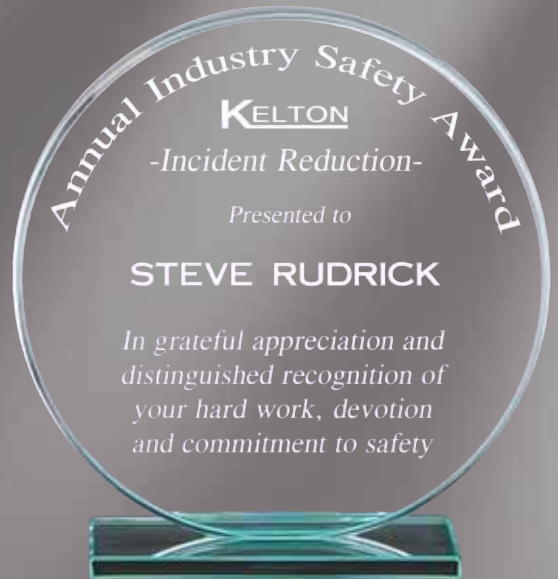 Annual Industry Safety Award
KELTON
-Incident Reduction-
Presented to
STEVE RUDRICK
In grateful appreciation and
distinguished recognition of
your hard work, devotion
and commitment to safety